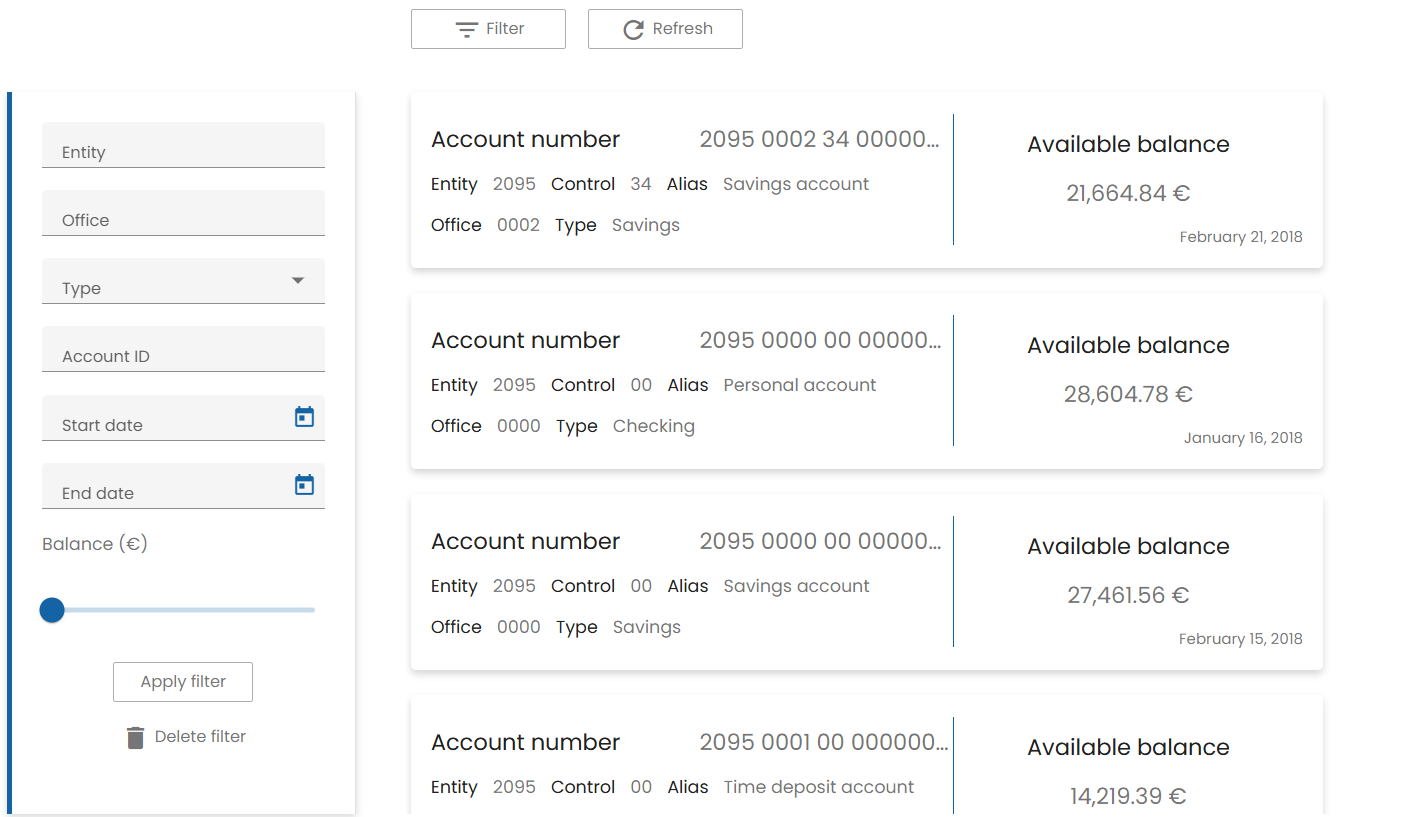 Filter
Refresh
Entity
Office
Type
Account ID
Start date
End date
Balance (€)
Apply filter
Delete filter
Account number 2095 0002 34 00000...
Entity 2095 Control 34 Alias Savings account
Office 0002 Type Savings
Available balance
21,664.84 €
February 21, 2018
Account number 2095 0000 00 00000...
Entity 2095 Control 00 Alias Personal account
Office 0000 Type Checking
Available balance
28,604.78 €
January 16, 2018
Account number 2095 0000 00 00000...
Entity 2095 Control 00 Alias Savings account
Office 0000 Type Savings
Available balance
27,461.56 €
February 15, 2018
Account number 2095 0001 00 000000...
Entity 2095 Control 00 Alias Time deposit account
Available balance
14,219.39 €